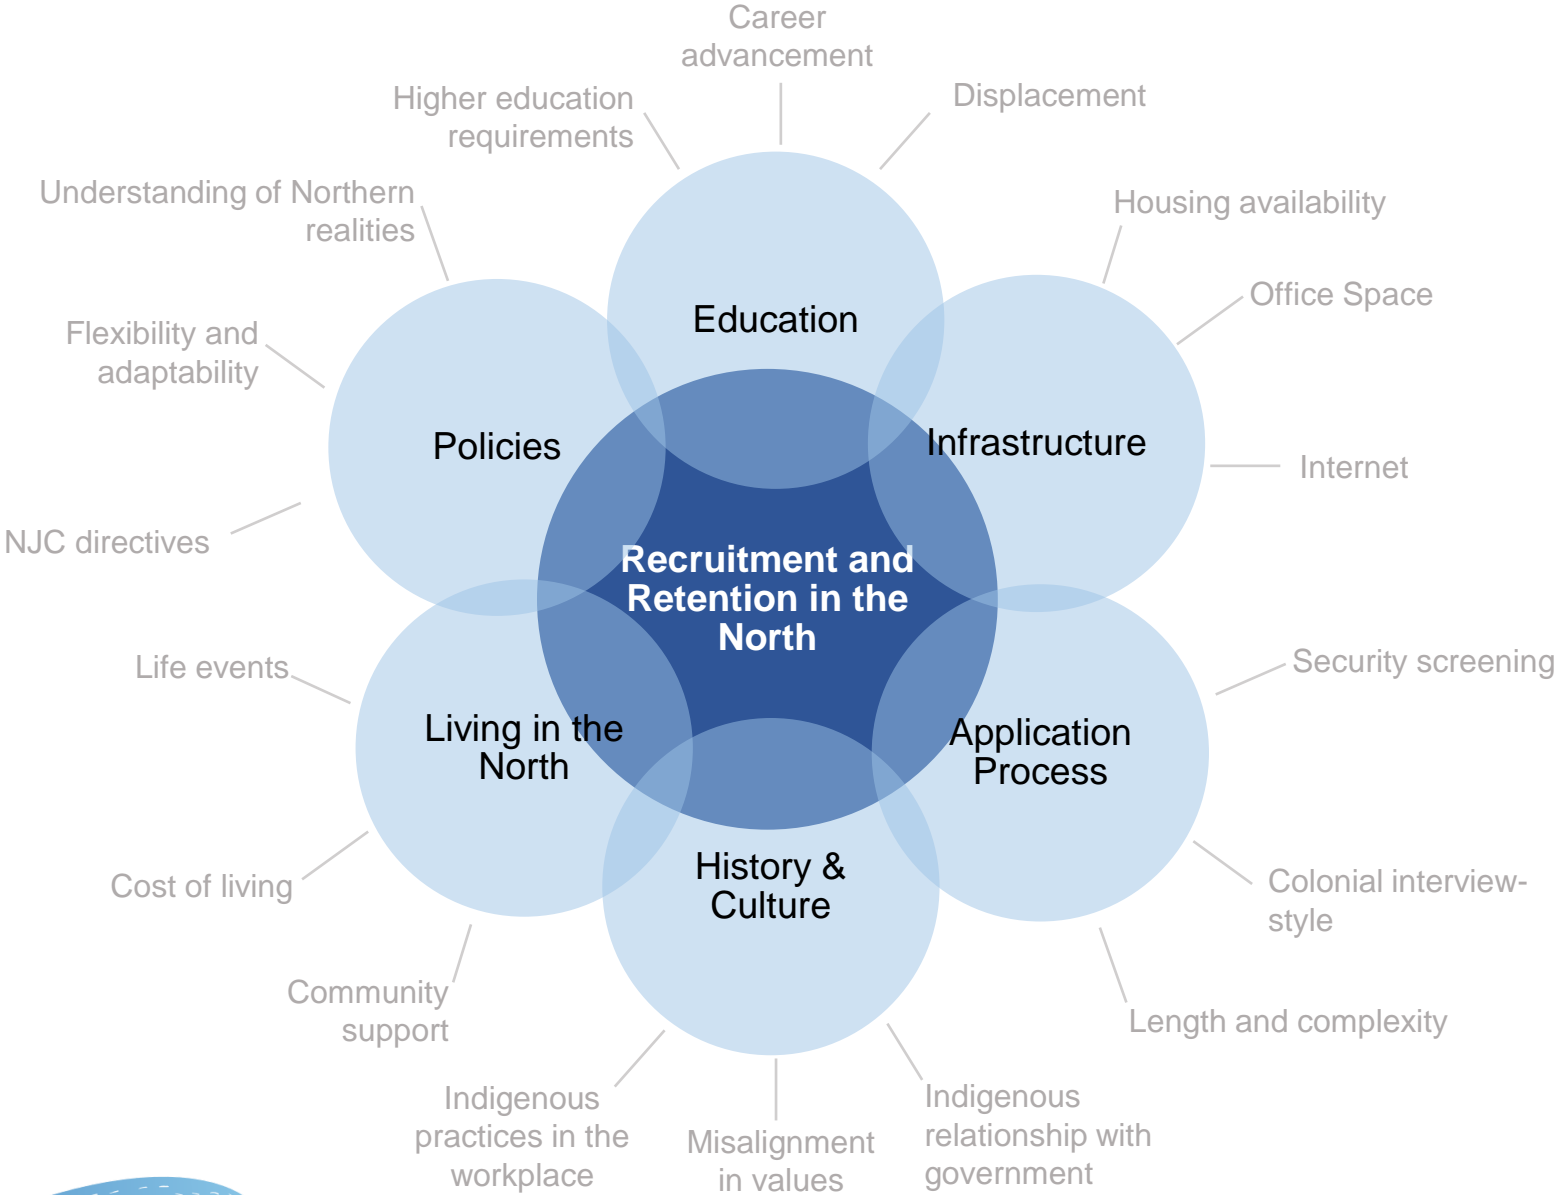 Career
advancement
Higher education
requirements
Displacement
Understanding of Northern
realities
Housing availability
Flexibility and
adaptability
Office Space
Education
Policies
Infrastructure
Internet
NJC directives
Recruitment and
Retention in the
North
Life events
Security screening
Living in the
North
Application
Process
Cost of living
History &
Culture
Colonial interview-
style
Community
support
Length and complexity
Indigenous
practices in the
workplace
Misalignment
in values
Indigenous
relationship with
government